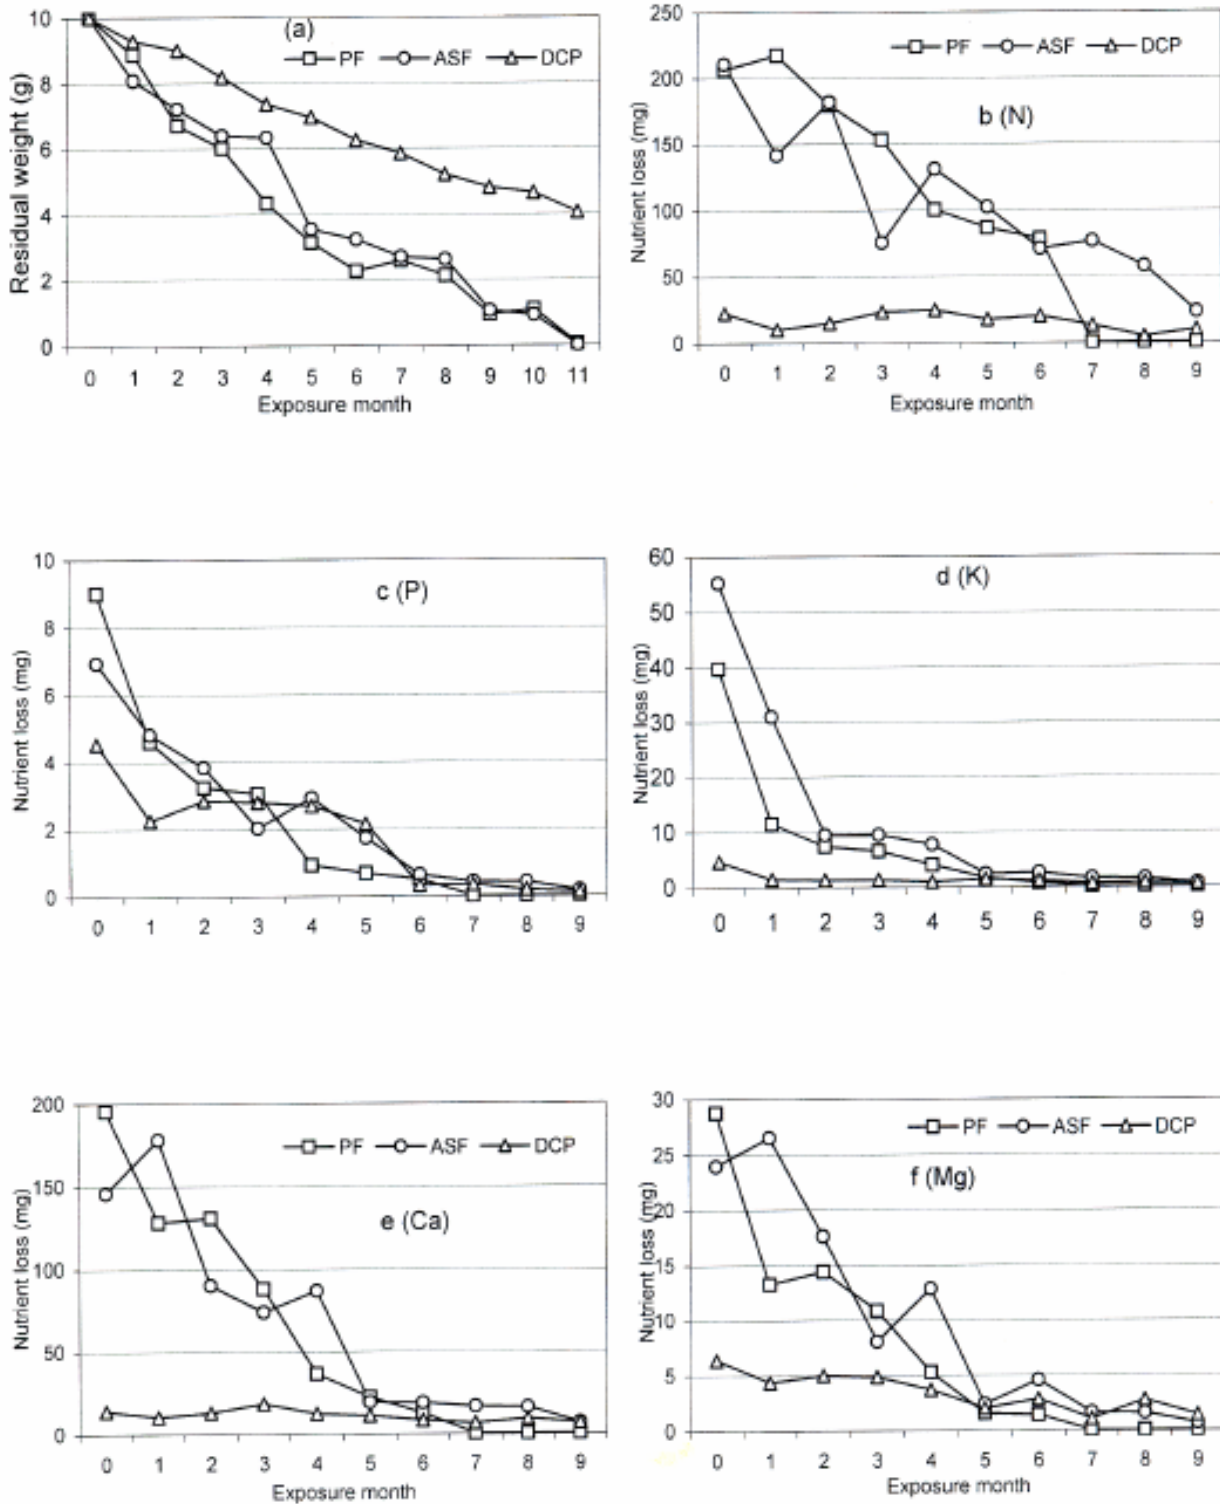 (a)
PF ASF DCP
Residual weight (g)
10
8
6
4
2
0
0 1 2 3 4 5 6 7 8 9 10 11
Exposure month
PF ASF DCP
b (N)
Nutrient loss (mg)
250
200
150
100
50
0
0 1 2 3 4 5 6 7 8 9
Exposure month
c (P)
Nutrient loss (mg)
10
8
6
4
2
0
0 1 2 3 4 5 6 7 8 9
d (K)
Nutrient loss (mg)
60
50
40
30
20
10
0
0 1 2 3 4 5 6 7 8 9
PF ASF DCP
e (Ca)
Nutrient loss (mg)
200
150
100
50
0
0 1 2 3 4 5 6 7 8 9
Exposure month
PF ASF DCP
f (Mg)
Nutrient loss (mg)
30
25
20
15
10
5
0
0 1 2 3 4 5 6 7 8 9
Exposure month